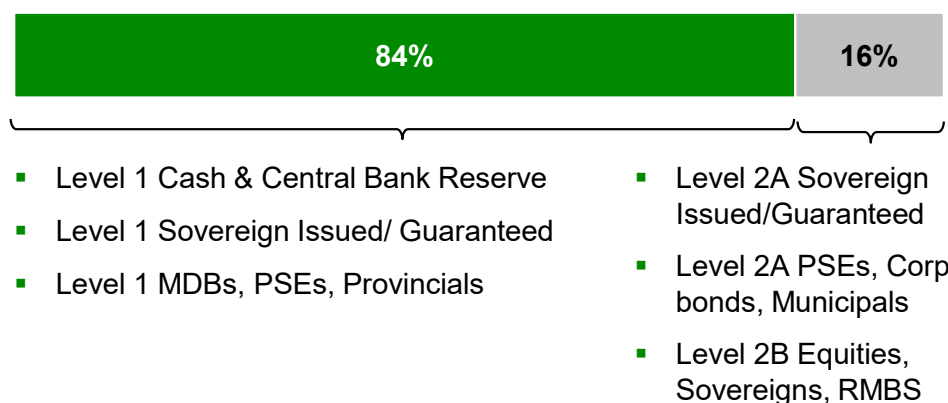 84%
16%
▪ Level 1 Cash & Central Bank Reserve
▪ Level 1 Sovereign Issued/ Guaranteed
▪ Level 1 MDBs, PSEs, Provincials
▪ Level 2A Sovereign
Issued/Guaranteed
▪ Level 2A PSEs, Corp
bonds, Municipals
▪ Level 2B Equities,
Sovereigns, RMBS